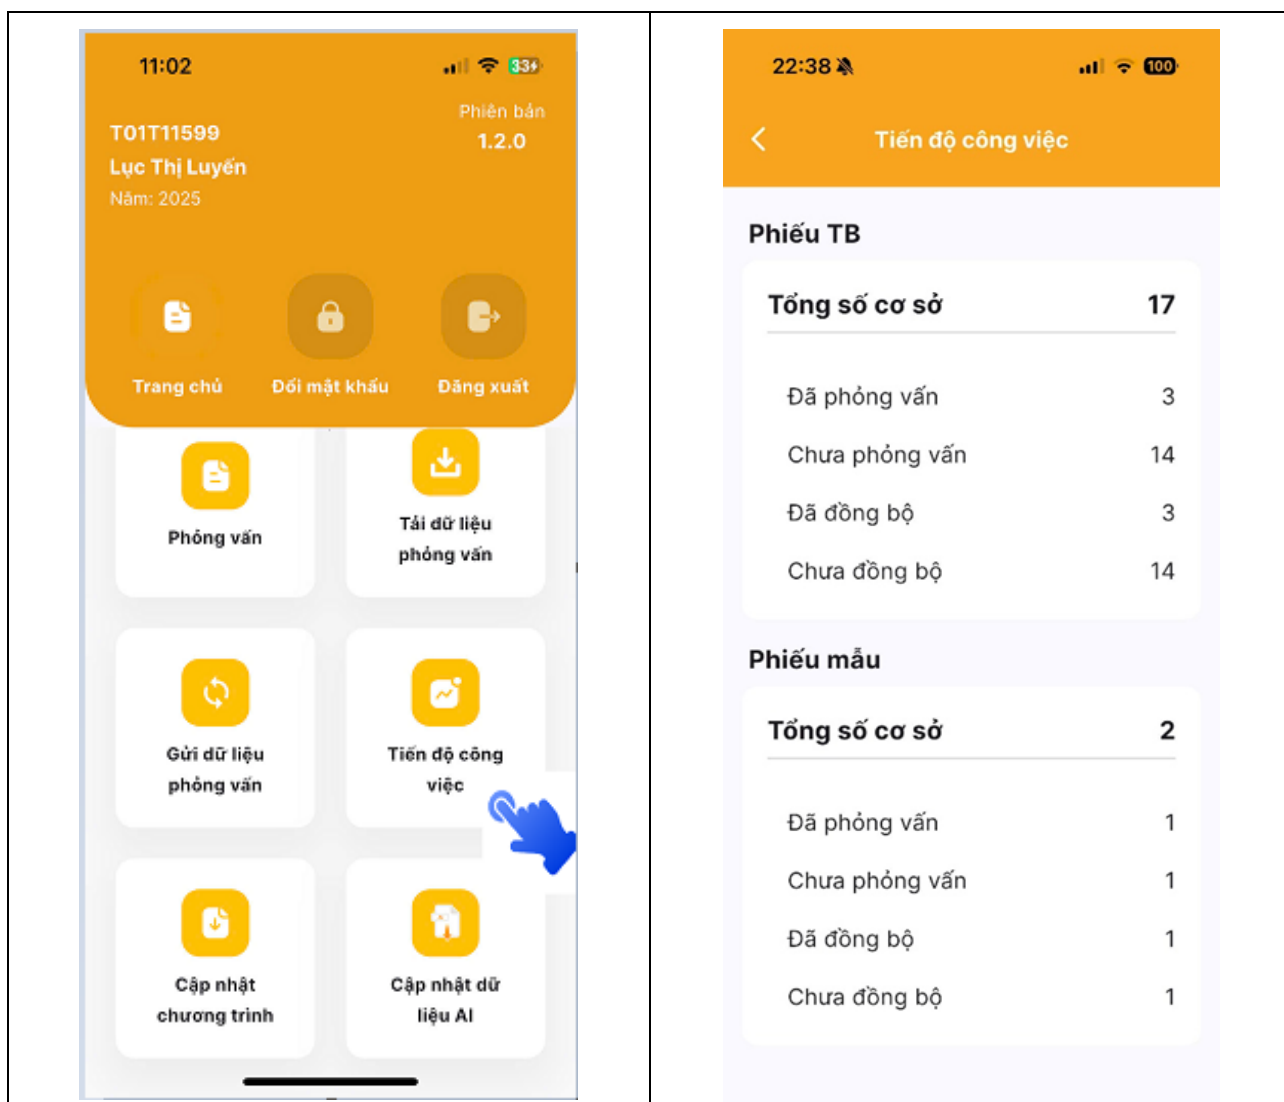 11:02
33
Phiên bản
T01T11599
1.2.0
Lục Thị Luyến
Năm: 2025
Trang chủ
Đổi mật khẩu
Đăng xuất
Phỏng vấn
Tải dữ liệu
phỏng vấn
Gửi dữ liệu
phỏng vấn
Tiến độ công
việc
Cập nhật
chương trình
Cập nhật dữ
liệu AI
22:38
100
Tiến độ công việc
Phiếu TB
Tổng số cơ sở 17
Đã phỏng vấn 3
Chưa phỏng vấn 14
Đã đồng bộ 3
Chưa đồng bộ 14
Phiếu mẫu
Tổng số cơ sở 2
Đã phỏng vấn 1
Chưa phỏng vấn 1
Đã đồng bộ 1
Chưa đồng bộ 1